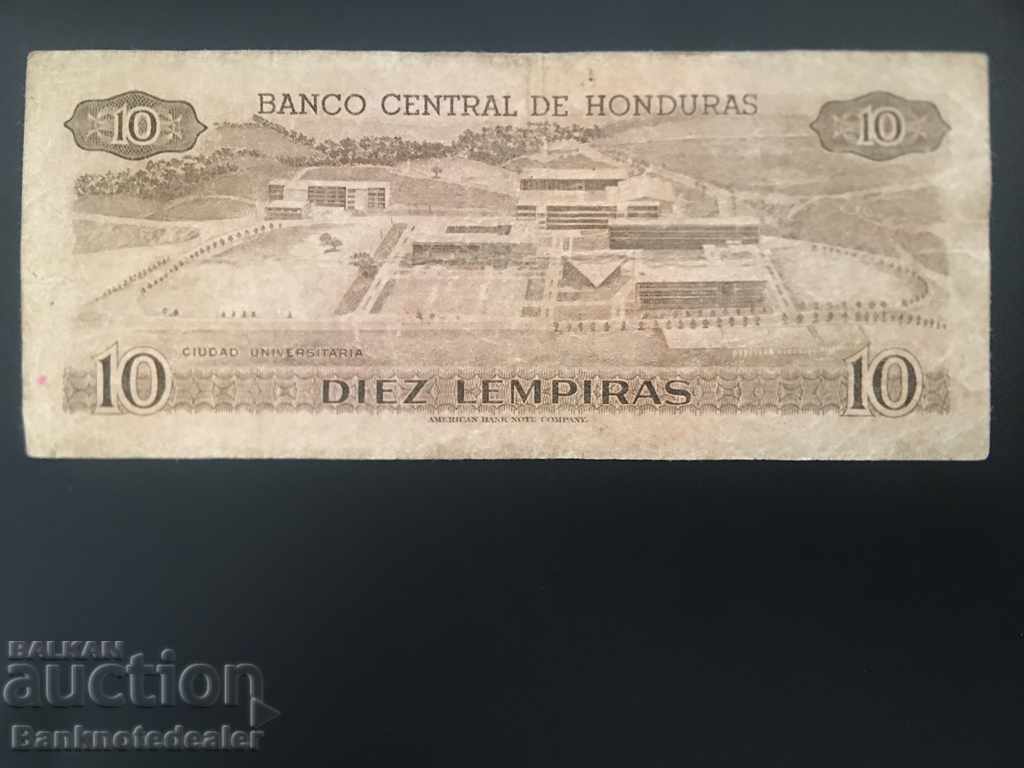 BANCO CENTRAL DE HONDURAS
10 10
CIUDAD UNIVERSITARIA
10 DIEZ LEMPIRAS 10
AMERICAN BANK NOTE COMPANY.
BALKAN
auction
Banknotedealer